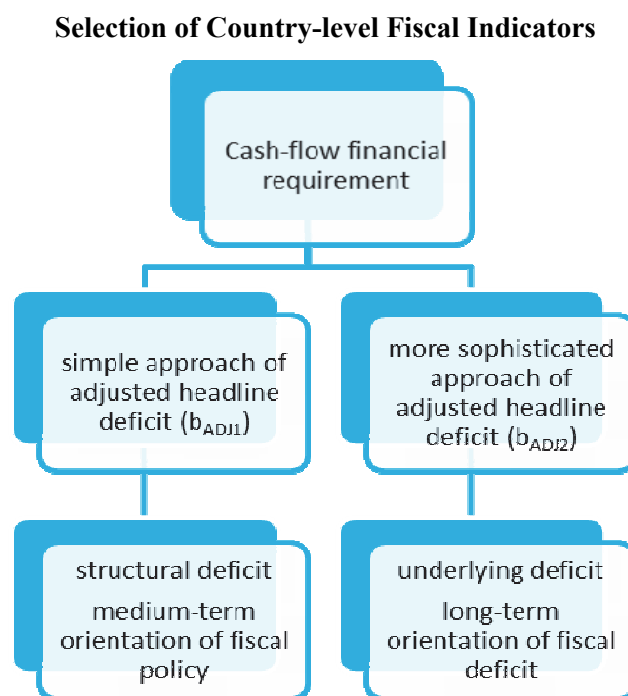 Selection of Country-level Fiscal Indicators
Cash-flow financial
requirement
simple approach of
adjusted headline
deficit (b_ADJ1)
more sophisticated
approach of
adjusted headline
deficit (b_ADJ2)
structural deficit
medium-term
orientation of fiscal
policy
underlying deficit
long-term
orientation of fiscal
deficit